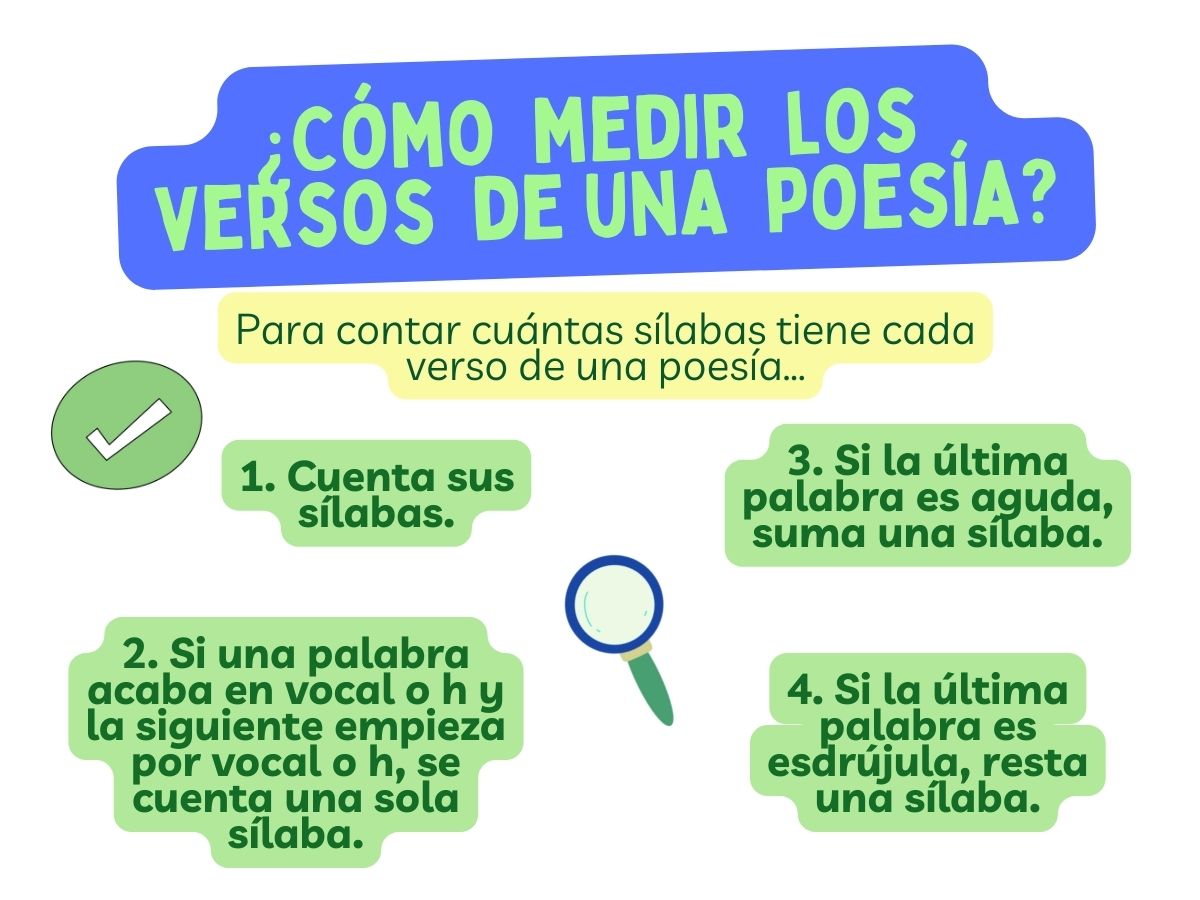 ¿CÓMO MEDIR LOS
VERSOS DE UNA POESÍA?
Para contar cuántas sílabas tiene cada
verso de una poesía...
1. Cuenta sus
sílabas.
2. Si una palabra
acaba en vocal o h y
la siguiente empieza
por vocal o h, se
cuenta una sola
sílaba.
3. Si la última
palabra es aguda,
suma una sílaba.
4. Si la última
palabra es
esdrújula, resta
una sílaba.